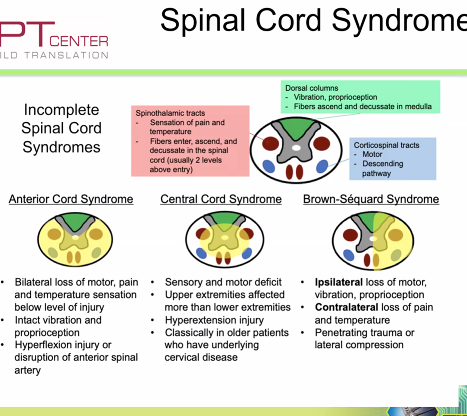 Spinal Cord Syndrome
PT CENTER
ILD TRANSLATION
Incomplete
Spinal Cord
Syndromes
Spinothalamic tracts
- Sensation of pain and
temperature
- Fibers enter, ascend, and
decussate in the spinal
cord (usually 2 levels
above entry)
Dorsal columns
- Vibration, proprioception
- Fibers ascend and decussate in medulla
Corticospinal tracts
- Motor
- Descending
pathway
Anterior Cord Syndrome
• Bilateral loss of motor, pain
and temperature sensation
below level of injury
• Intact vibration and
proprioception
• Hyperflexion injury or
disruption of anterior spinal
artery
Central Cord Syndrome
• Sensory and motor deficit
• Upper extremities affected
more than lower extremities
• Hyperextension injury
• Classically in older patients
who have underlying
cervical disease
Brown-Séquard Syndrome
• Ipsilateral loss of motor,
vibration, proprioception
• Contralateral loss of pain
and temperature
• Penetrating trauma or
lateral compression